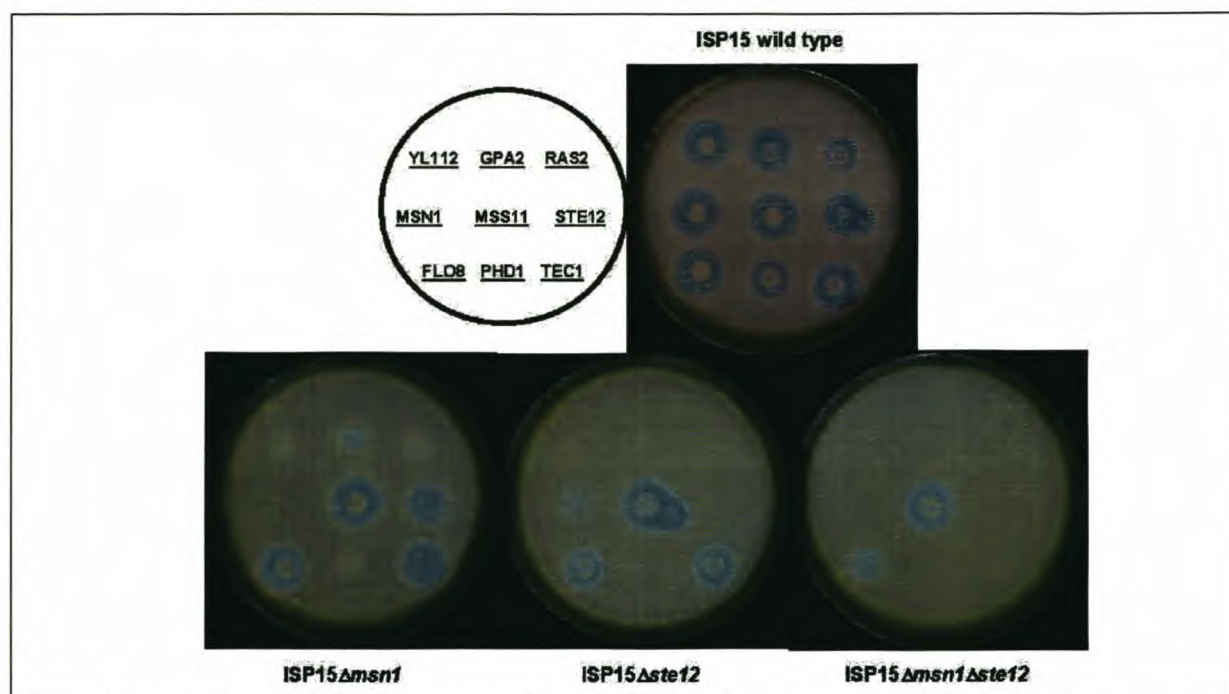 ISP15 wild type
YL112 GPA2 RAS2
MSN1 MSS11 STE12
FLO8 PHD1 TEC1
ISP15Δmsn1 ISP15Δste12 ISP15Δmsn1Δste12